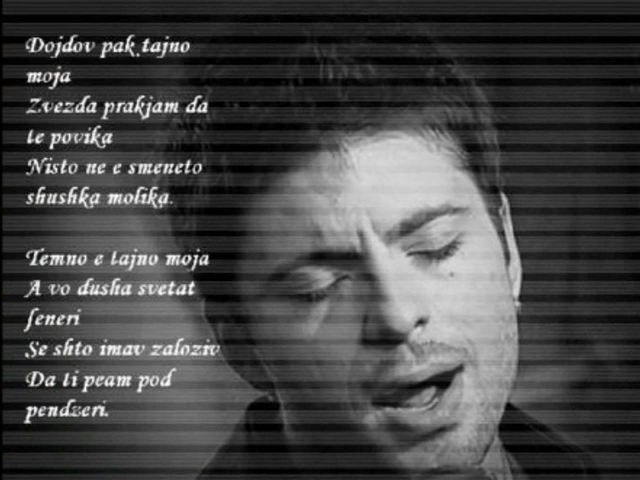 Dojdov pak tajno
moja
Zvezda prakjam da
te povika
Nisto ne e smeneto
shushka molika.
Temno e tajno moja
A vo dusha svetat
feneri
Se shto imav zaloziv
Da ti peam pod
pendzeri.